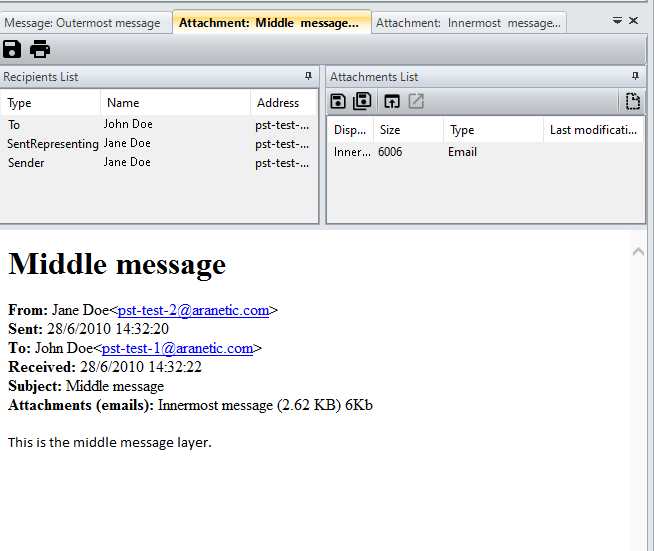 Message: Outermost message
Attachment: Middle message...
Attachment: Innermost message...
Recipients List
Type Name Address
To John Doe pst-test-...
SentRepresenting Jane Doe pst-test-...
Sender Jane Doe pst-test-...
Attachments List
Disp... Size Type Last modificati...
Inner... 6006 Email
Middle message
From: Jane Doe<pst-test-2@aranetic.com>
Sent: 28/6/2010 14:32:20
To: John Doe<pst-test-1@aranetic.com>
Received: 28/6/2010 14:32:22
Subject: Middle message
Attachments (emails): Innermost message (2.62 KB) 6Kb
This is the middle message layer.